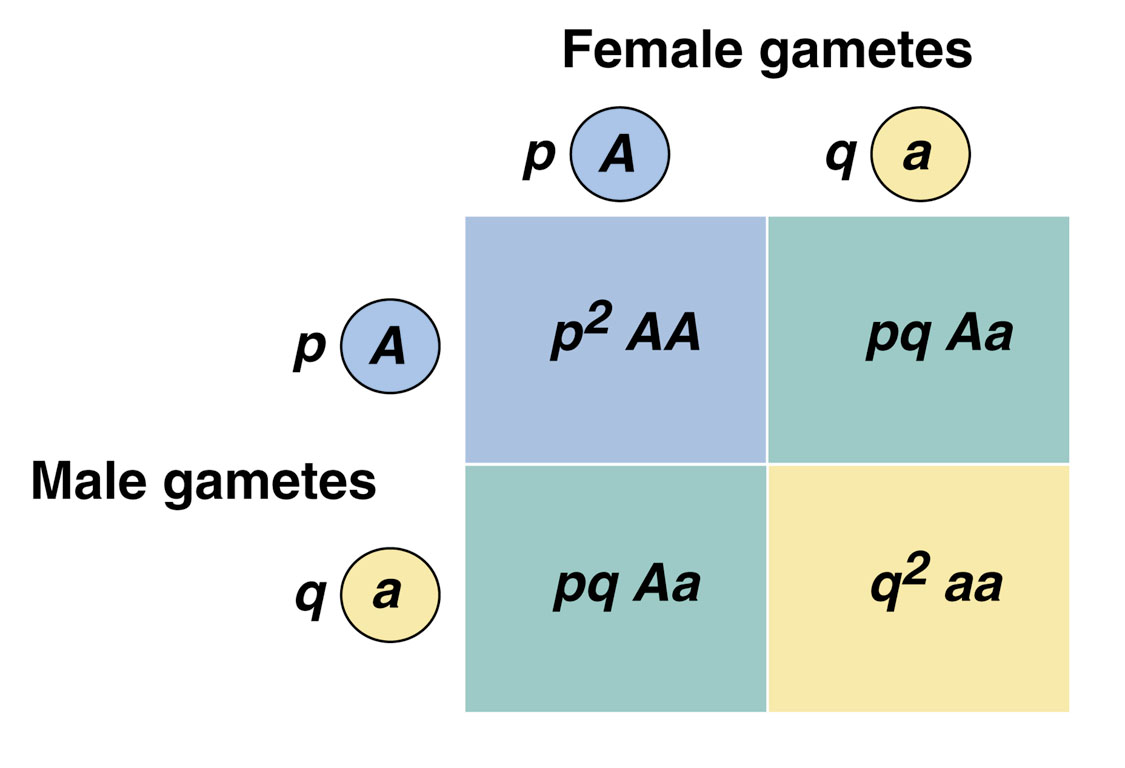 Female gametes
p A q a
p A
p² AA pq Aa
Male gametes
q a
pq Aa q² aa